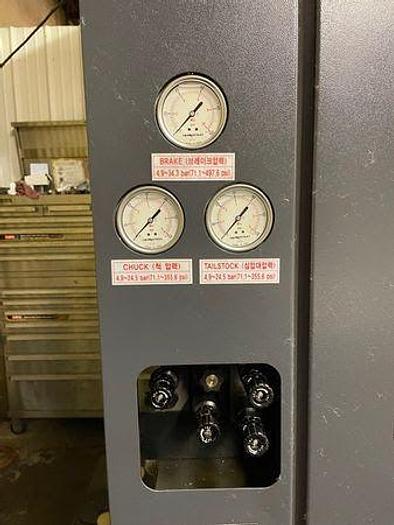 BRAKE (브레이크압력)
4.9~34.3 bar(71.1~497.6 psi)
CHUCK (척 압력)
4.9~24.5 bar(71.1~355.6 psi)
TAILSTOCK (심압대압력)
4.9~24.5 bar(71.1~355.6 psi)